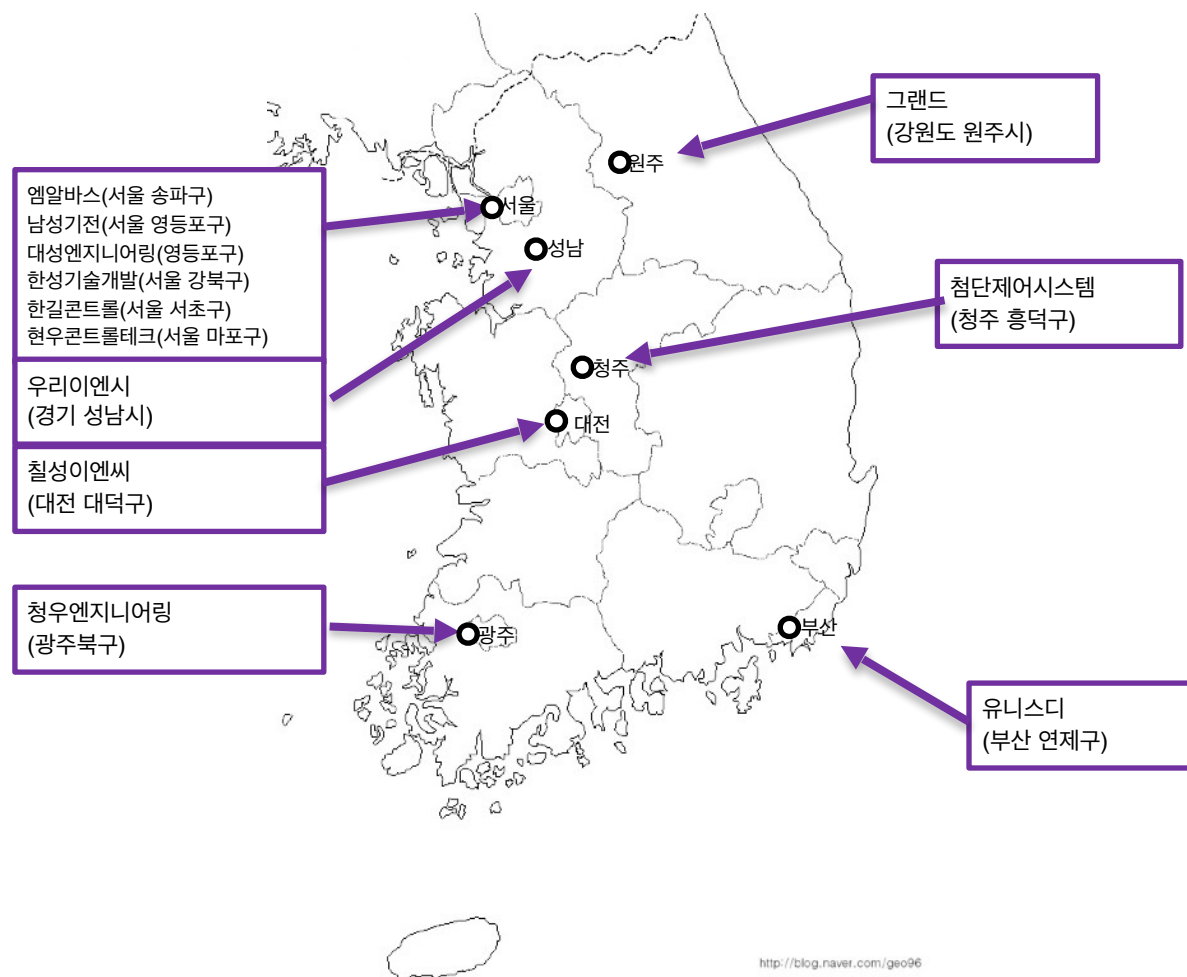 그랜드
(강원도 원주시)
원주
엠알바스(서울 송파구)
남성기전(서울 영등포구)
대성엔지니어링(영등포구)
한성기술개발(서울 강북구)
한길콘트롤(서울 서초구)
현우콘트롤테크(서울 마포구)
서울
성남
첨단제어시스템
(청주 흥덕구)
우리이엔시
(경기 성남시)
청주
대전
칠성이엔씨
(대전 대덕구)
청우엔지니어링
(광주북구)
광주
부산
유니스디
(부산 연제구)
http://blog.naver.com/geo96